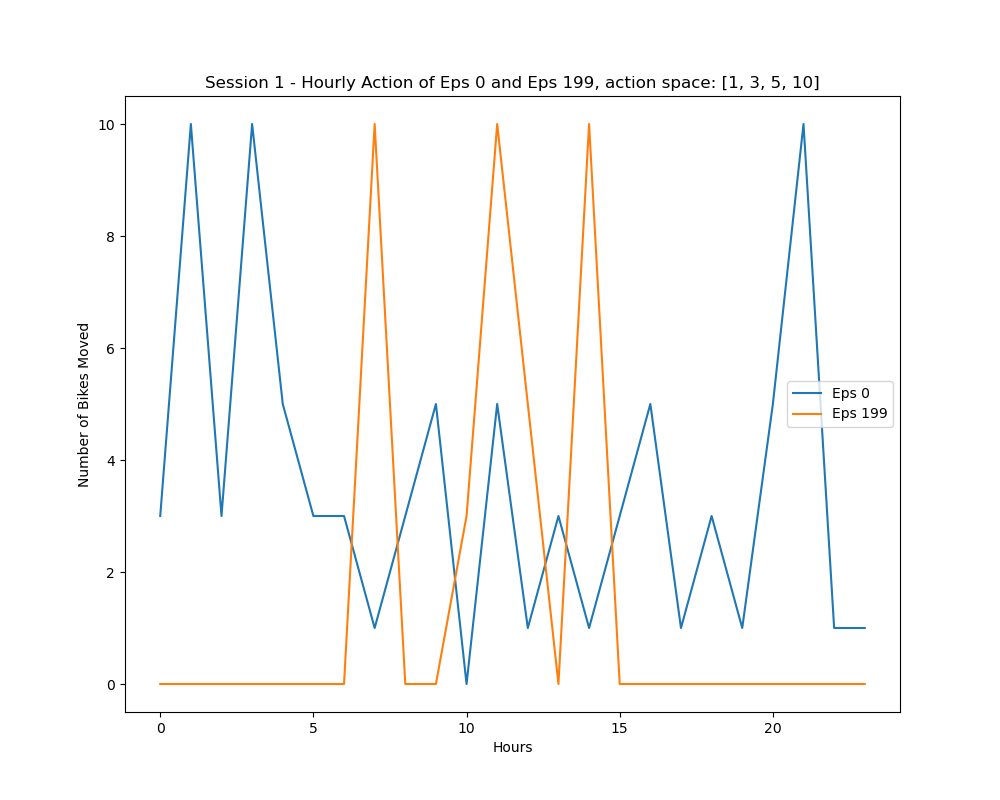 Session 1 - Hourly Action of Eps 0 and Eps 199, action space: [1, 3, 5, 10]
10
8
6
4
2
0
Number of Bikes Moved
Eps 0
Eps 199
0 5 10 15 20
Hours